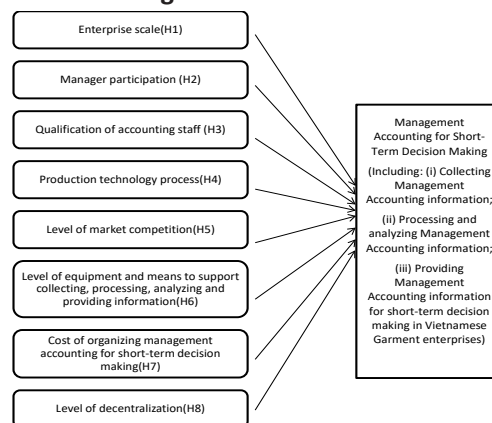 Enterprise scale(H1)
Manager participation (H2)
Qualification of accounting staff (H3)
Production technology process(H4)
Level of market competition(H5)
Level of equipment and means to support
collecting, processing, analyzing and
providing information(H6)
Cost of organizing management
accounting for short-term decision
making(H7)
Level of decentralization(H8)
Management
Accounting for Short-
Term Decision Making
(Including: (i) Collecting
Management
Accounting information;
(ii) Processing and
analyzing Management
Accounting information;
(iii) Providing
Management
Accounting information
for short-term decision
making in Vietnamese
Garment enterprises)